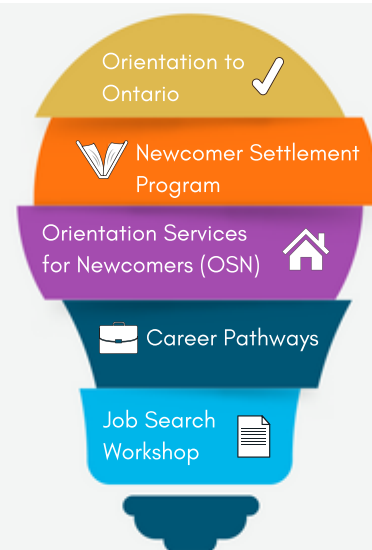 Orientation to
Ontario
Newcomer Settlement
Program
Orientation Services
for Newcomers (OSN)
Career Pathways
Job Search
Workshop